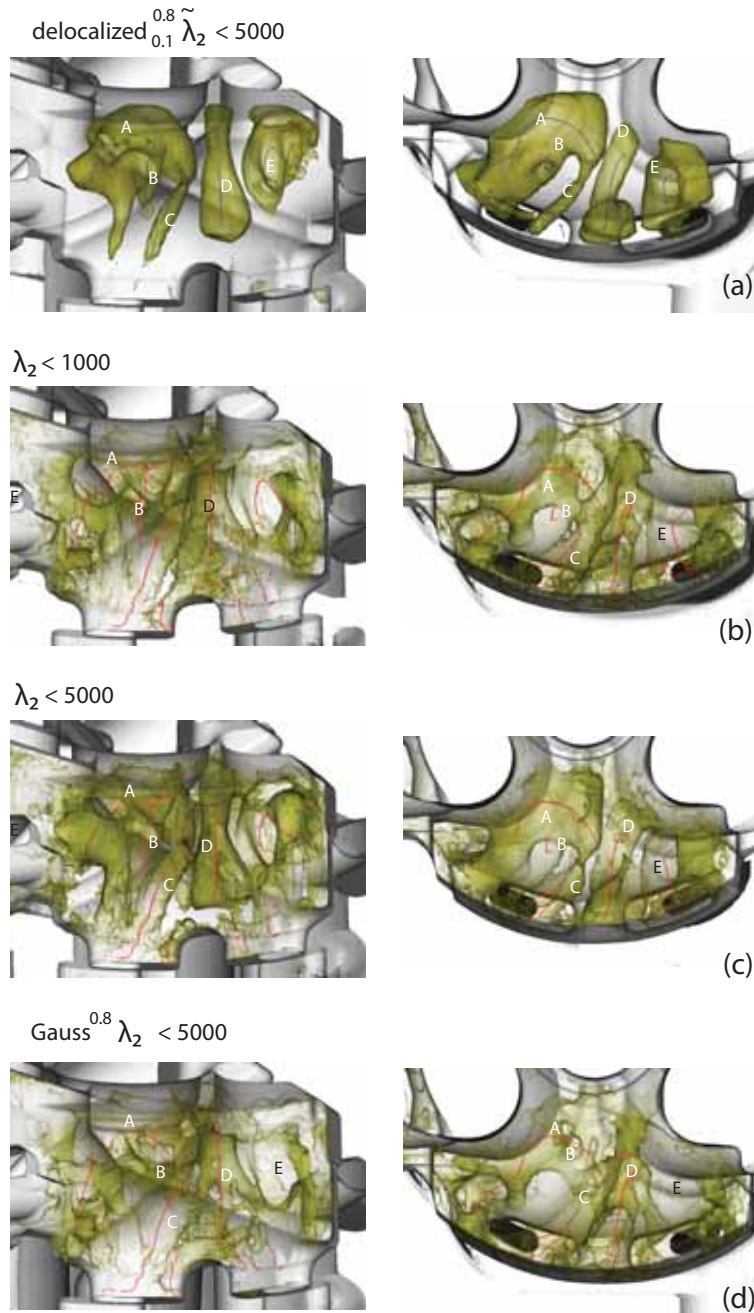 delocalized 0.8 0.1 λ̃₂ < 5000
A
B
C
D
E
A
B
C
D
E
(a)
λ₂ < 1000
E
A
B
D
A
B
C
D
E
(b)
λ₂ < 5000
E
A
B
C
D
A
B
C
D
E
(c)
Gauss^0.8 λ₂ < 5000
A
B
C
D
E
A
B
C
D
E
(d)